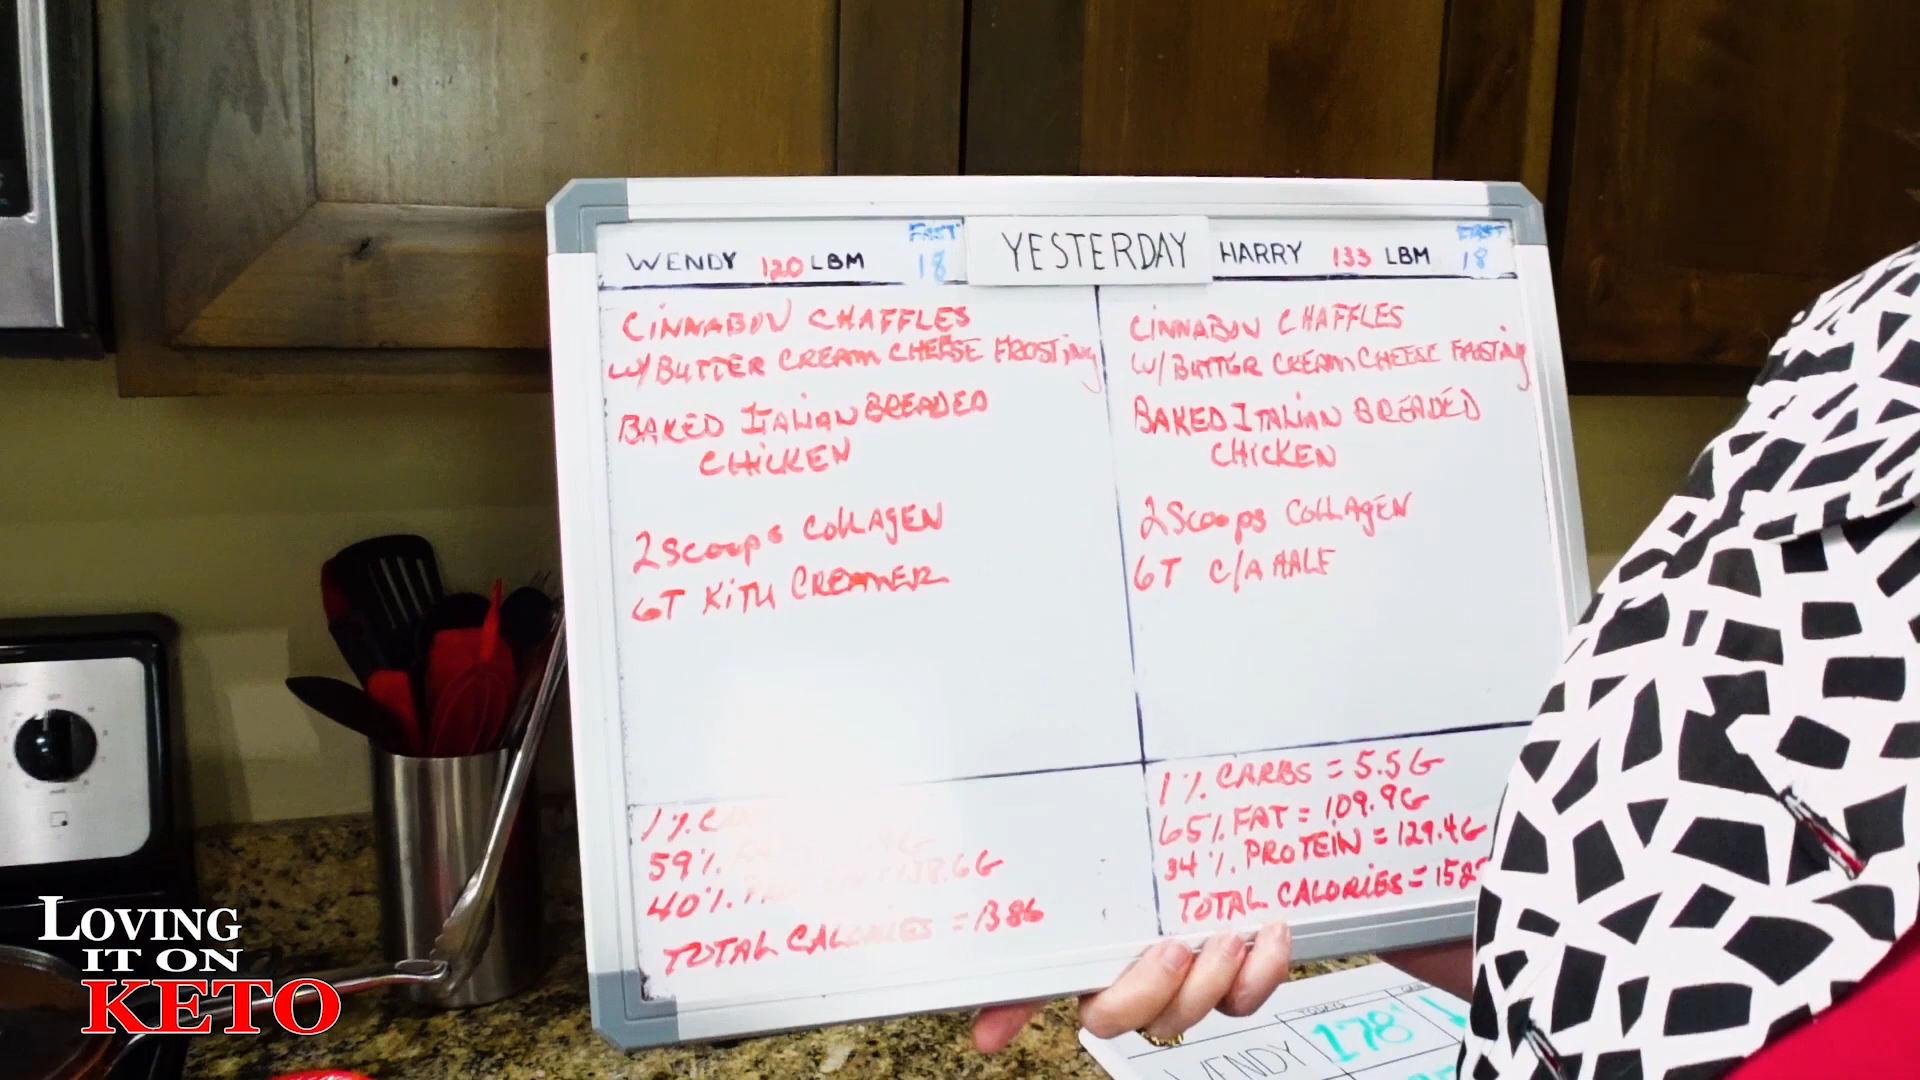 YESTERDAY
WENDY 120 LBM FAST 18
CINNABON CHAFFLES
W/ BUTTER CREAM CHEESE FROSTING
BAKED ITALIAN BREADED
CHICKEN
2 SCOOPS COLLAGEN
6T KITU CREAMER
1%
59%
40%
TOTAL CALORIES = 1386
HARRY 133 LBM FAST 18
CINNABON CHAFFLES
W/ BUTTER CREAM CHEESE FROSTING
BAKED ITALIAN BREADED
CHICKEN
2 SCOOPS COLLAGEN
6T C/A HALF
1% CARBS = 5.5G
65% FAT = 109.9G
34% PROTEIN = 129.4G
TOTAL CALORIES =
WENDY 178
LOVING
IT ON
KETO